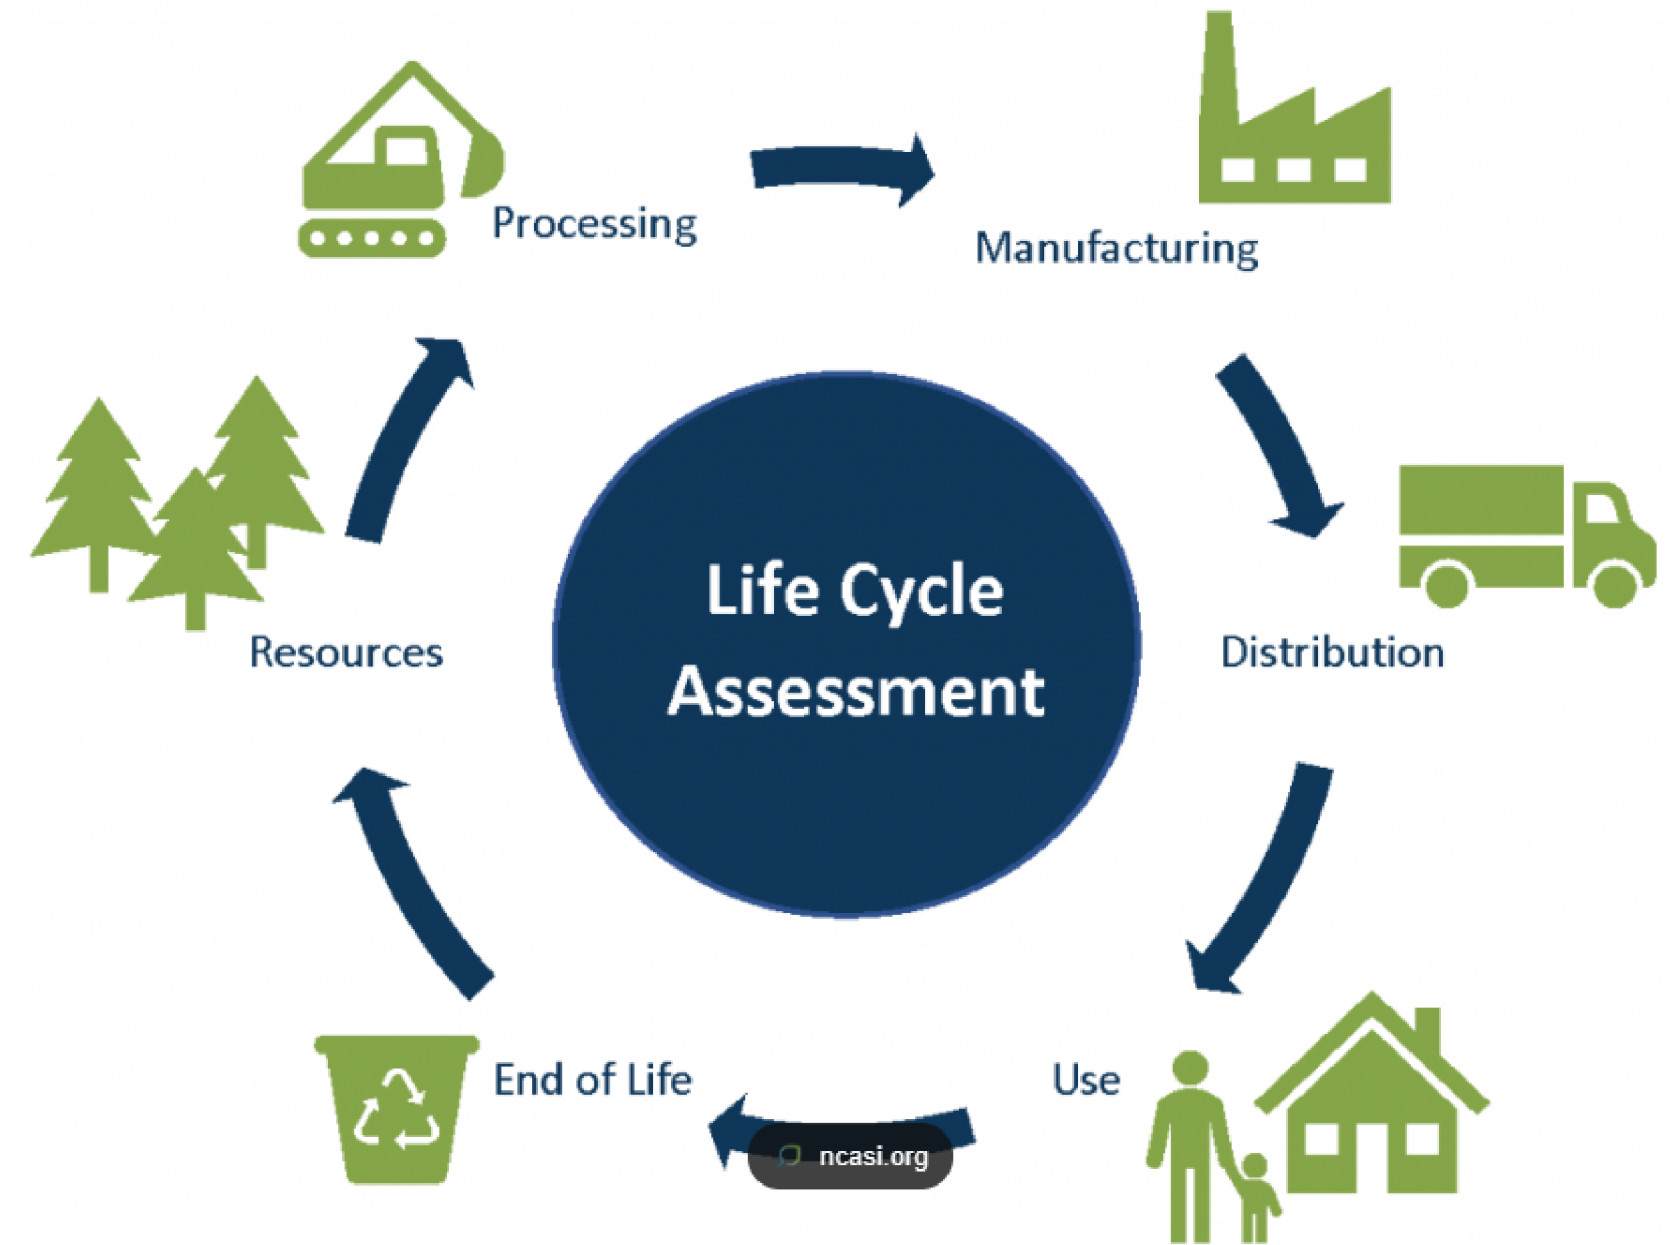 Processing
Manufacturing
Life Cycle
Assessment
Resources
Distribution
End of Life
Use
ncasi.org